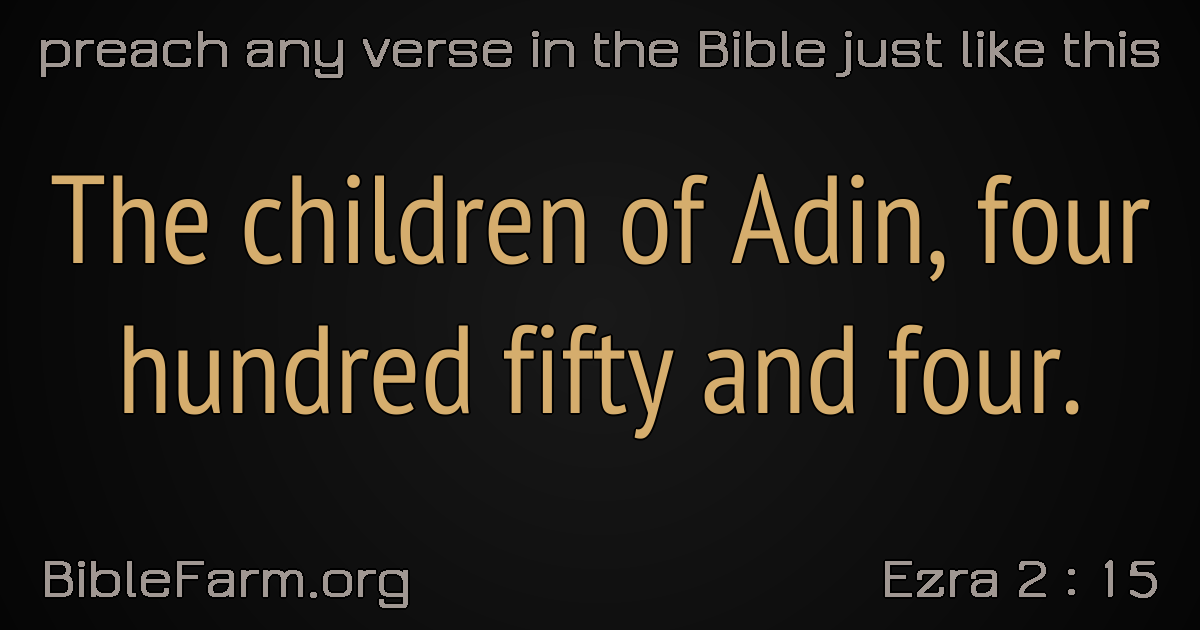 preach any verse in the Bible just like this
The children of Adin, four
hundred fifty and four.
BibleFarm.org
Ezra 2 : 15